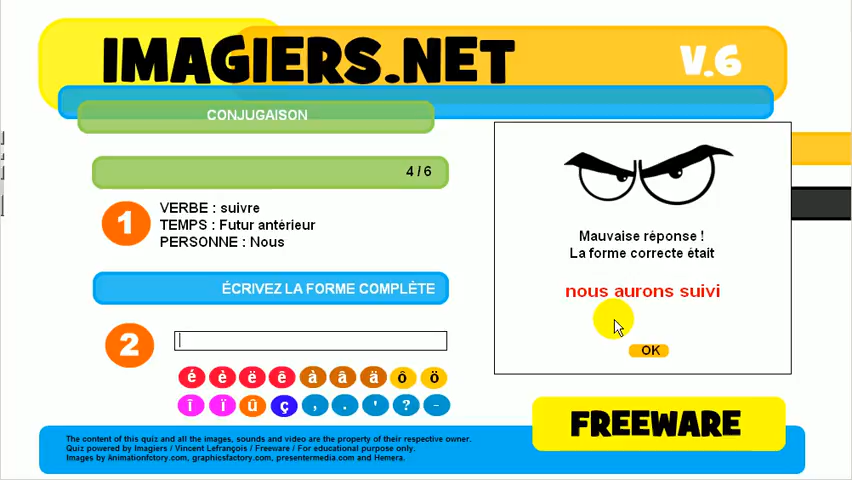 IMAGIERS.NET
V.6
CONJUGAISON
4 / 6
1
VERBE : suivre
TEMPS : Futur antérieur
PERSONNE : Nous
ÉCRIVEZ LA FORME COMPLÈTE
2
é è ë ê à â ä ô ö
î ï û ç , . ' ? -
Mauvaise réponse !
La forme correcte était
nous aurons suivi
OK
FREEWARE
The content of this quiz and all the images, sounds and video are the property of their respective owner.
Quiz powered by Imagiers / Vincent Lefrançois / Freeware / For educational purpose only.
Images by Animationfctory.com, graphicsfactory.com, presentermedia.com and Hemera.